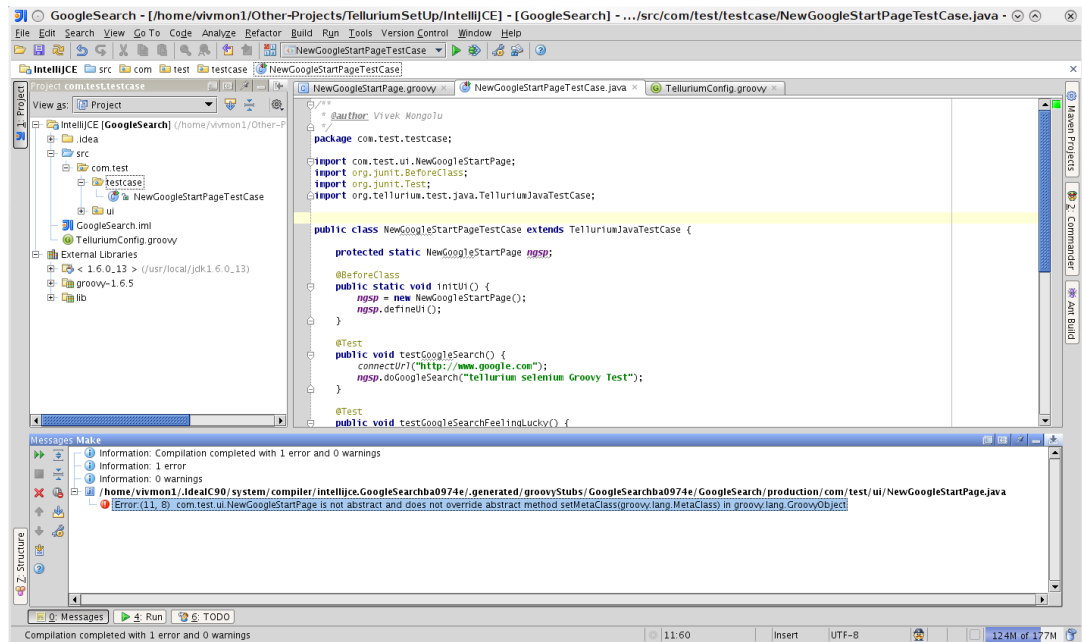 GoogleSearch - [/home/vivmon1/Other-Projects/TelluriumSetUp/IntelliJCE] - [GoogleSearch] - .../src/com/test/testcase/NewGoogleStartPageTestCase.java -
File Edit Search View Go To Code Analyze Refactor Build Run Tools Version Control Window Help
NewGoogleStartPageTestCase
IntelliJCE src com test testcase NewGoogleStartPageTestCase
Project com.test.testcase
NewGoogleStartPage.groovy × NewGoogleStartPageTestCase.java × TelluriumConfig.groovy ×
1: Project
View as: Project
IntelliJCE [GoogleSearch] (/home/vivmon1/Other-P
.idea
src
com.test
testcase
NewGoogleStartPageTestCase
ui
GoogleSearch.iml
TelluriumConfig.groovy
External Libraries
< 1.6.0_13 > (/usr/local/jdk1.6.0_13)
groovy-1.6.5
lib
/**
* @author Vivek Mongolu
*/
package com.test.testcase;
import com.test.ui.NewGoogleStartPage;
import org.junit.BeforeClass;
import org.junit.Test;
import org.tellurium.test.java.TelluriumJavaTestCase;
public class NewGoogleStartPageTestCase extends TelluriumJavaTestCase {
protected static NewGoogleStartPage ngsp;
@BeforeClass
public static void initUi() {
ngsp = new NewGoogleStartPage();
ngsp.defineUi();
}
@Test
public void testGoogleSearch() {
connectUrl("http://www.google.com");
ngsp.doGoogleSearch("tellurium selenium Groovy Test");
}
@Test
public void testGoogleSearchFeelingLucky() {
Maven Projects
2: Commander
Ant Build
Messages Make
Information: Compilation completed with 1 error and 0 warnings
Information: 1 error
Information: 0 warnings
/home/vivmon1/.IdeaIC90/system/compiler/intellijce.GoogleSearchba0974e/.generated/groovyStubs/GoogleSearchba0974e/GoogleSearch/production/com/test/ui/NewGoogleStartPage.java
Error:(11, 8) com.test.ui.NewGoogleStartPage is not abstract and does not override abstract method setMetaClass(groovy.lang.MetaClass) in groovy.lang.GroovyObject
Z: Structure
0: Messages 4: Run 6: TODO
Compilation completed with 1 error and 0 warnings 11:60 Insert UTF-8 124M of 177M